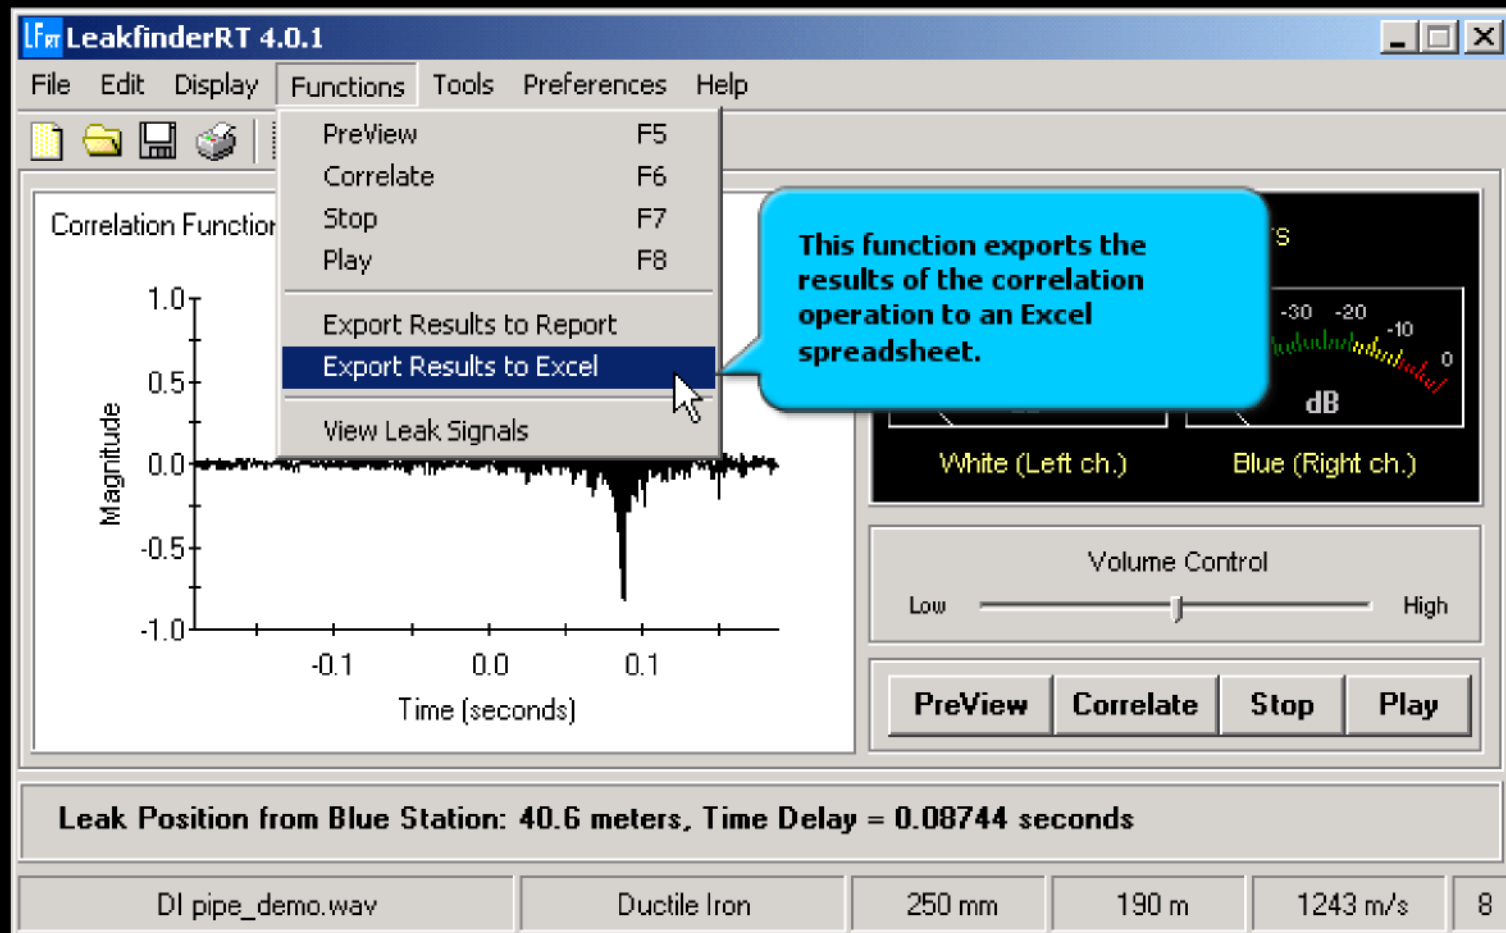 LFRT LeakfinderRT 4.0.1
File Edit Display Functions Tools Preferences Help
PreView F5
Correlate F6
Stop F7
Play F8
Export Results to Report
Export Results to Excel
View Leak Signals
This function exports the
results of the correlation
operation to an Excel
spreadsheet.
Correlation
1.0
0.5
0.0
-0.5
-1.0
Magnitude
-0.1 0.0 0.1
Time (seconds)
-30 -20 -10 0
dB
White (Left ch.) Blue (Right ch.)
Volume Control
Low High
PreView Correlate Stop Play
Leak Position from Blue Station: 40.6 meters, Time Delay = 0.08744 seconds
DI pipe_demo.wav Ductile Iron 250 mm 190 m 1243 m/s 8